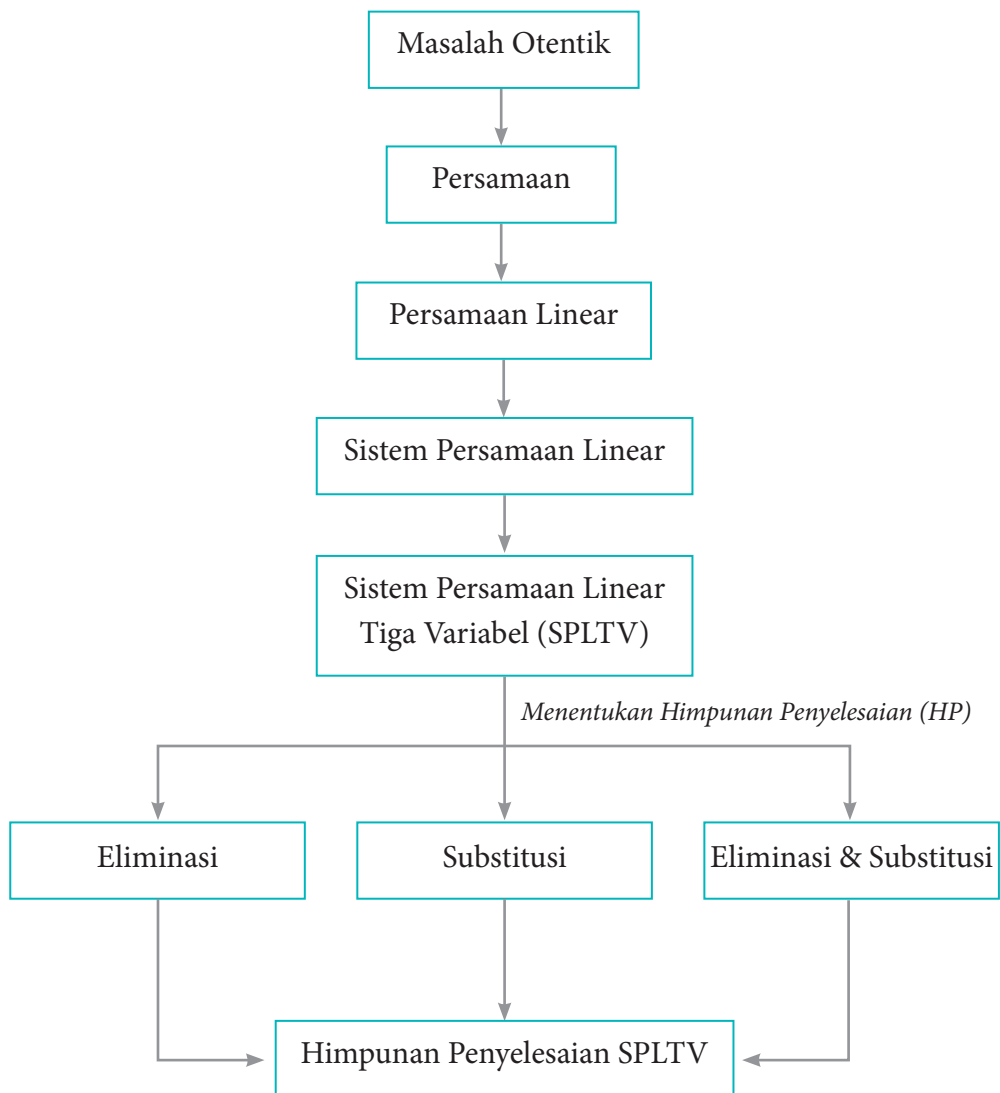 Masalah Otentik
Persamaan
Persamaan Linear
Sistem Persamaan Linear
Sistem Persamaan Linear
Tiga Variabel (SPLTV)
Menentukan Himpunan Penyelesaian (HP)
Eliminasi
Substitusi
Eliminasi & Substitusi
Himpunan Penyelesaian SPLTV